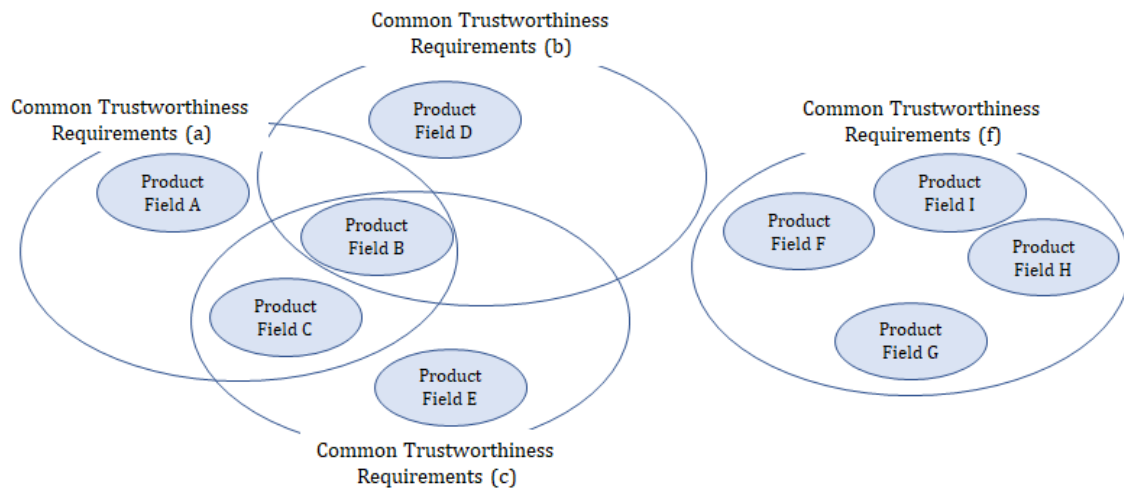 Common Trustworthiness
Requirements (b)
Common Trustworthiness
Requirements (a)
Product
Field D
Product
Field A
Product
Field B
Product
Field C
Product
Field E
Common Trustworthiness
Requirements (c)
Common Trustworthiness
Requirements (f)
Product
Field I
Product
Field F
Product
Field H
Product
Field G